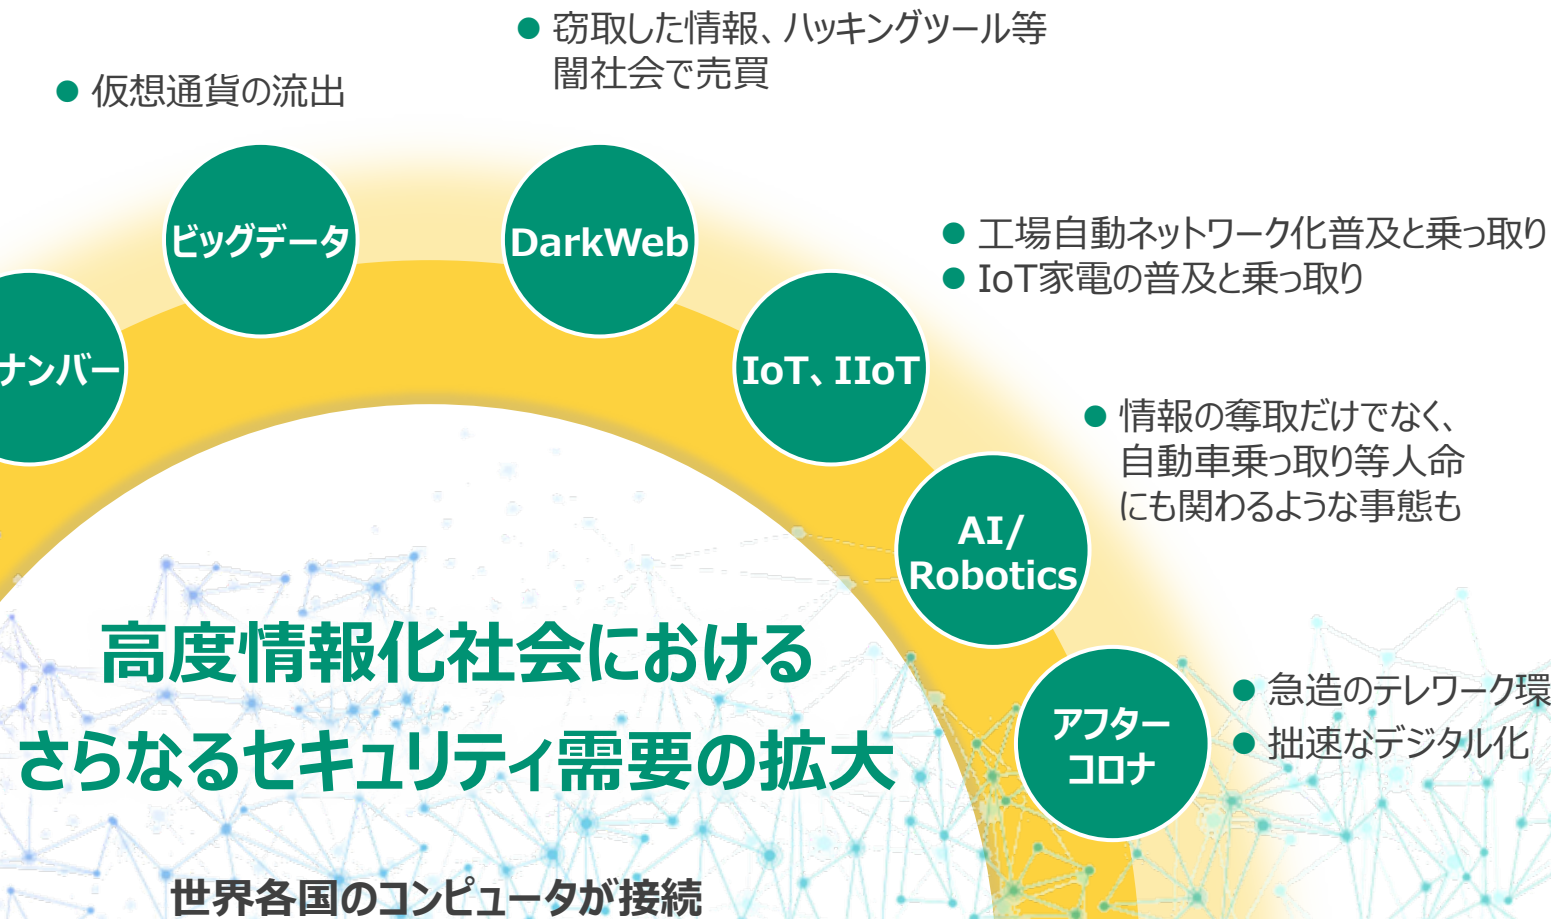 ● 窃取した情報、ハッキングツール等
闇社会で売買
● 仮想通貨の流出
ビッグデータ
DarkWeb
● 工場自動ネットワーク化普及と乗っ取り
● IoT家電の普及と乗っ取り
ナンバー
IoT、IIoT
● 情報の奪取だけでなく、
自動車乗っ取り等人命
にも関わるような事態も
AI/
Robotics
高度情報化社会における
さらなるセキュリティ需要の拡大
アフター
コロナ
● 急造のテレワーク環
● 拙速なデジタル化
世界各国のコンピュータが接続